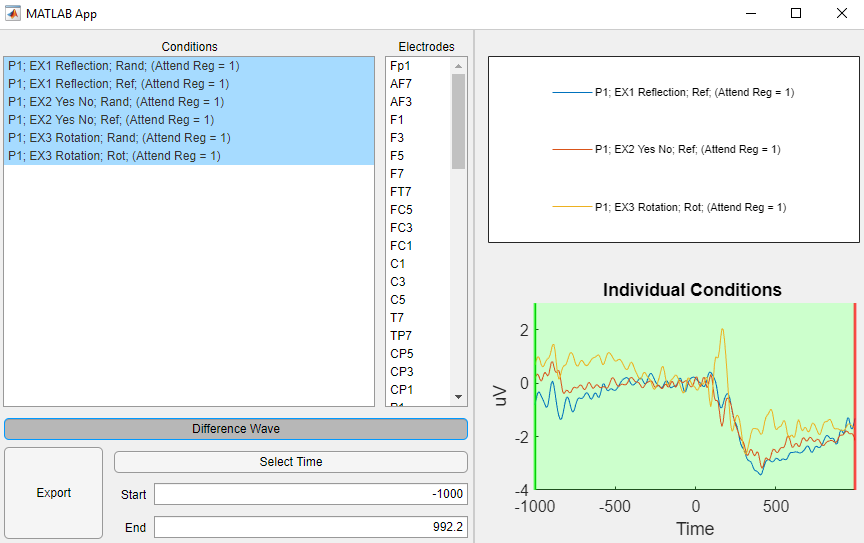 MATLAB App
Conditions
P1; EX1 Reflection; Rand; (Attend Reg = 1)
P1; EX1 Reflection; Ref; (Attend Reg = 1)
P1; EX2 Yes No; Rand; (Attend Reg = 1)
P1; EX2 Yes No; Ref; (Attend Reg = 1)
P1; EX3 Rotation; Rand; (Attend Reg = 1)
P1; EX3 Rotation; Rot; (Attend Reg = 1)
Electrodes
Fp1
AF7
AF3
F1
F3
F5
F7
FT7
FC5
FC3
FC1
C1
C3
C5
T7
TP7
CP5
CP3
CP1
Difference Wave
Export
Select Time
Start
-1000
End
992.2
P1; EX1 Reflection; Ref; (Attend Reg = 1)
P1; EX2 Yes No; Ref; (Attend Reg = 1)
P1; EX3 Rotation; Rot; (Attend Reg = 1)
Individual Conditions
uV
2
0
-2
-4
-1000
-500
0
500
Time